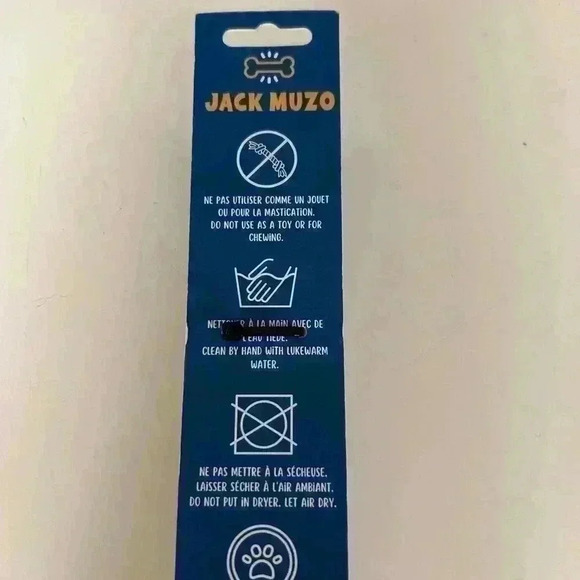 JACK MUZO
NE PAS UTILISER COMME UN JOUET
OU POUR LA MASTICATION.
DO NOT USE AS A TOY OR FOR
CHEWING.
NETTOYER À LA MAIN AVEC DE
L'EAU TIÈDE.
CLEAN BY HAND WITH LUKEWARM
WATER.
NE PAS METTRE À LA SÉCHEUSE.
LAISSER SÉCHER À L'AIR AMBIANT.
DO NOT PUT IN DRYER. LET AIR DRY.